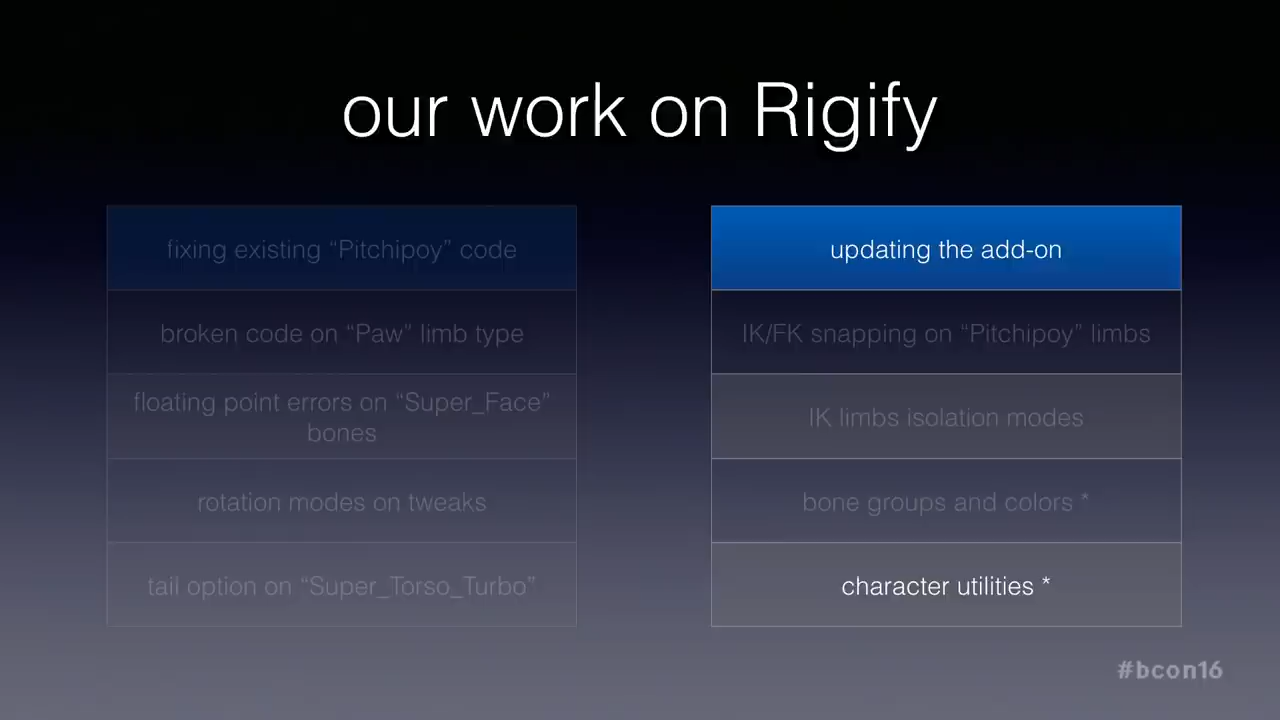 our work on Rigify
fixing existing “Pitchipoy” code
broken code on “Paw” limb type
floating point errors on “Super_Face”
bones
rotation modes on tweaks
tail option on “Super_Torso_Turbo”
updating the add-on
IK/FK snapping on “Pitchipoy” limbs
IK limbs isolation modes
bone groups and colors *
character utilities *
#bcon16